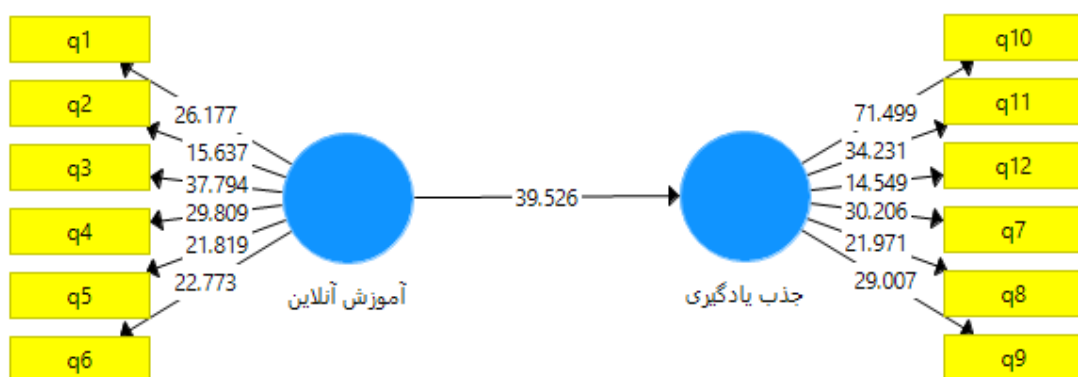 q1
q2
q3
q4
q5
q6
26.177
15.637
37.794
29.809
21.819
22.773
آموزش آنلاین
39.526
جذب یادگیری
71.499
34.231
14.549
30.206
21.971
29.007
q10
q11
q12
q7
q8
q9